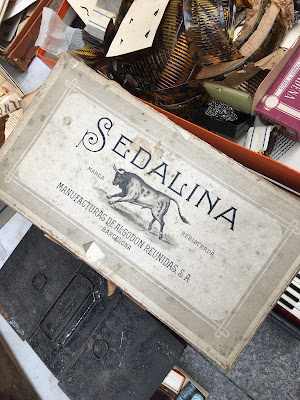 SEDALINA
MARCA REGISTRADA
MANUFACTURAS DE ALGODON REUNIDAS, S.A.
-BARCELONA-